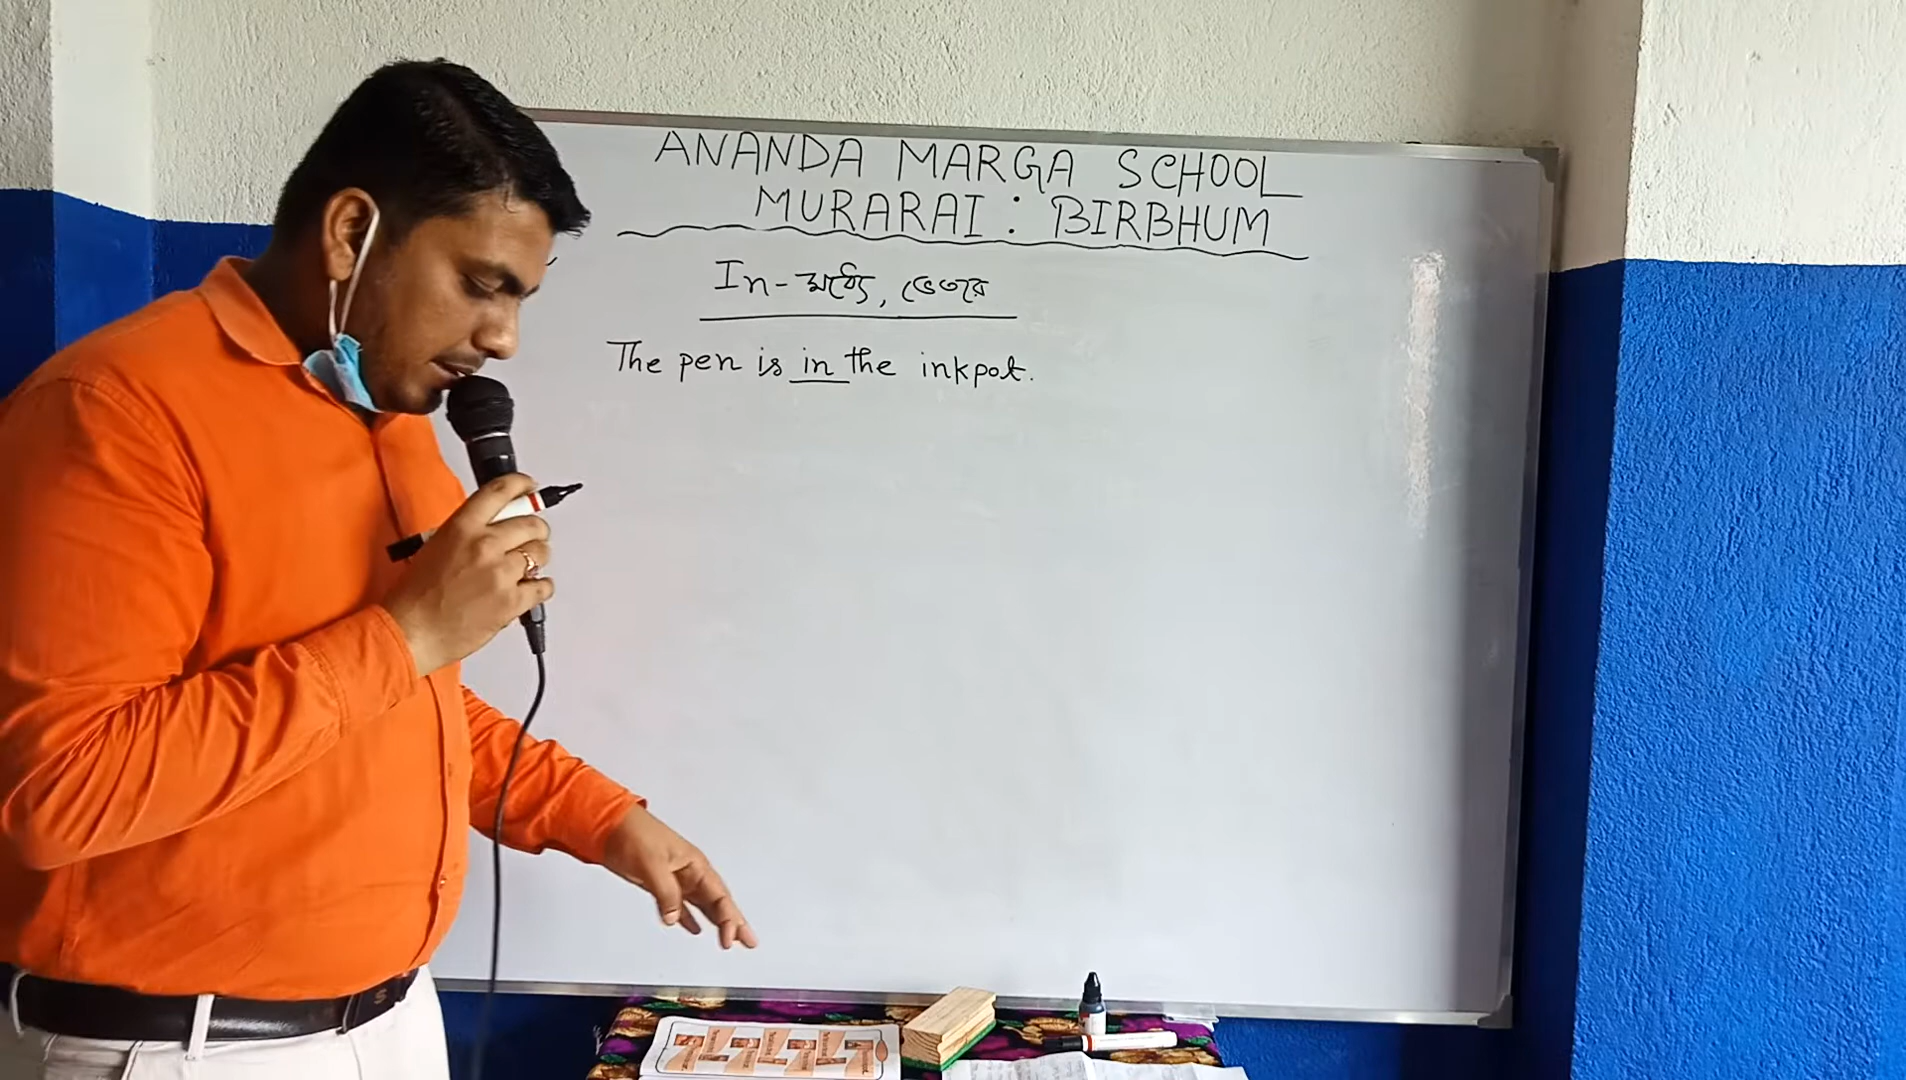 ANANDA MARGA SCHOOL
MURARAI : BIRBHUM
In - মধ্যে, ভেতরে
The pen is in the inkpot.